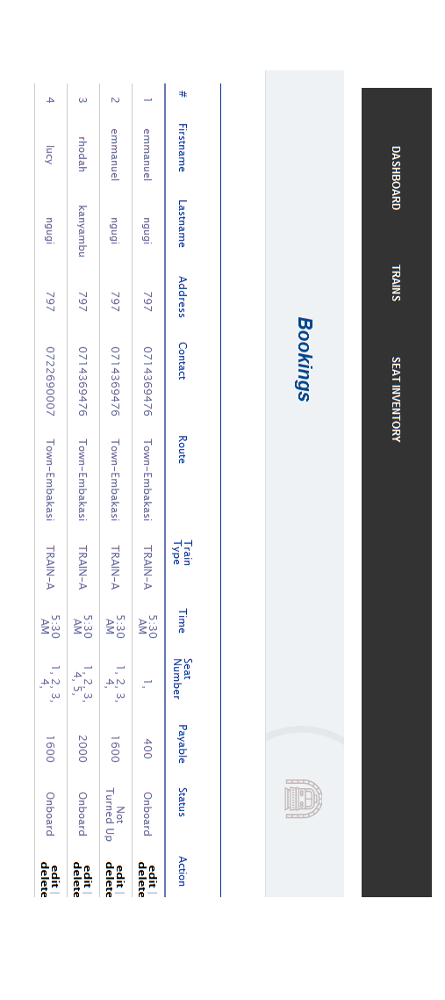 DASHBOARD TRAINS SEAT INVENTORY
Bookings
# Firstname Lastname Address Contact Route Train Type Time Seat Number Payable Status Action
1 emmanuel ngugi 797 0714369476 Town-Embakasi TRAIN-A 5:30 AM 1, 400 Onboard edit | delete
2 emmanuel ngugi 797 0714369476 Town-Embakasi TRAIN-A 5:30 AM 1, 2, 3, 4, 1600 Not Turned Up edit | delete
3 rhodah kanyambu 797 0714369476 Town-Embakasi TRAIN-A 5:30 AM 1, 2, 3, 4, 5, 2000 Onboard edit | delete
4 lucy ngugi 797 0722690007 Town-Embakasi TRAIN-A 5:30 AM 1, 2, 3, 4, 1600 Onboard edit | delete